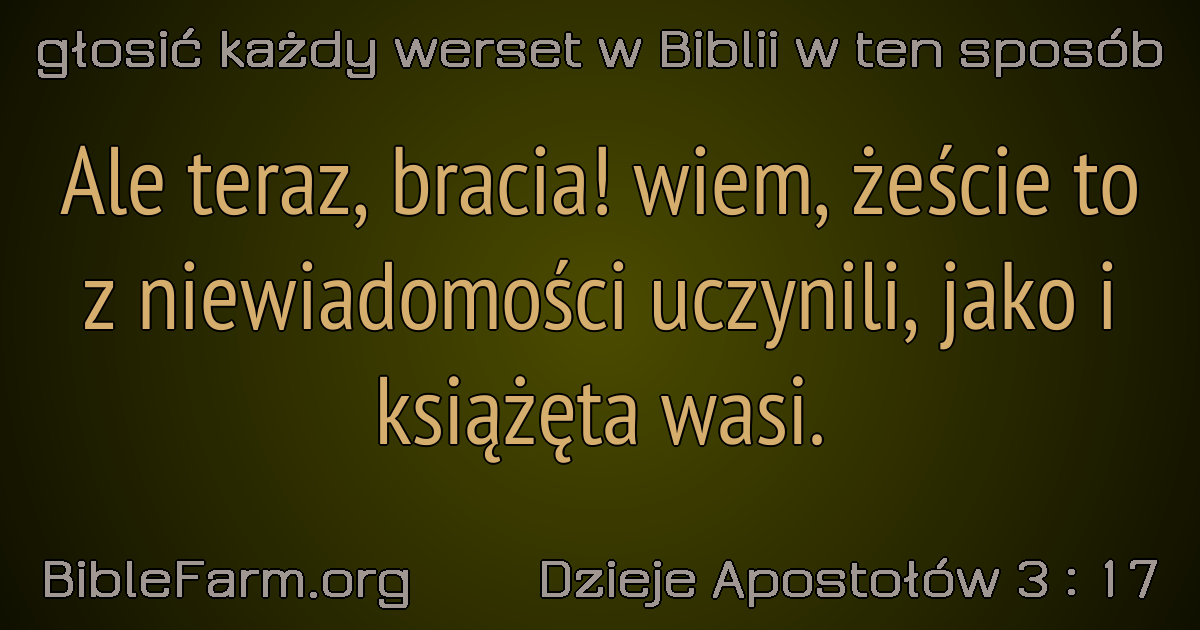 głosić każdy werset w Biblii w ten sposób
Ale teraz, bracia! wiem, żeście to
z niewiadomości uczynili, jako i
książęta wasi.
BibleFarm.org Dzieje Apostołów 3 : 17